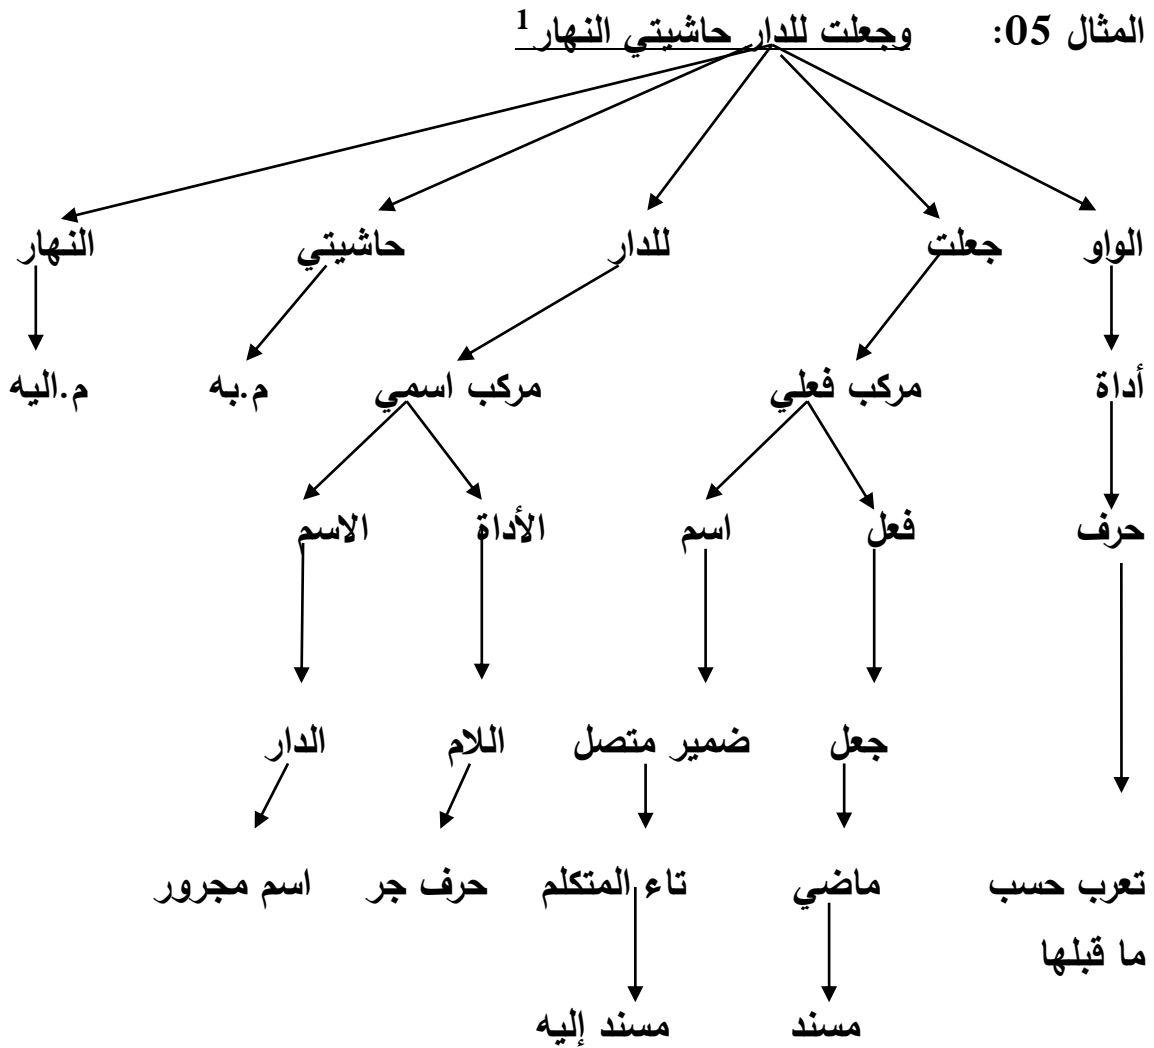 المثال 05: وجعلت للدار حاشيتي النهار1
الواو جعلت للدار حاشيتي النهار
أداة مركب فعلي مركب اسمي م.به م.اليه
حرف فعل اسم الأداة الاسم
جعل ضمير متصل اللام الدار
تعرب حسب ماضي تاء المتكلم حرف جر اسم مجرور
ما قبلها
مسند مسند إليه